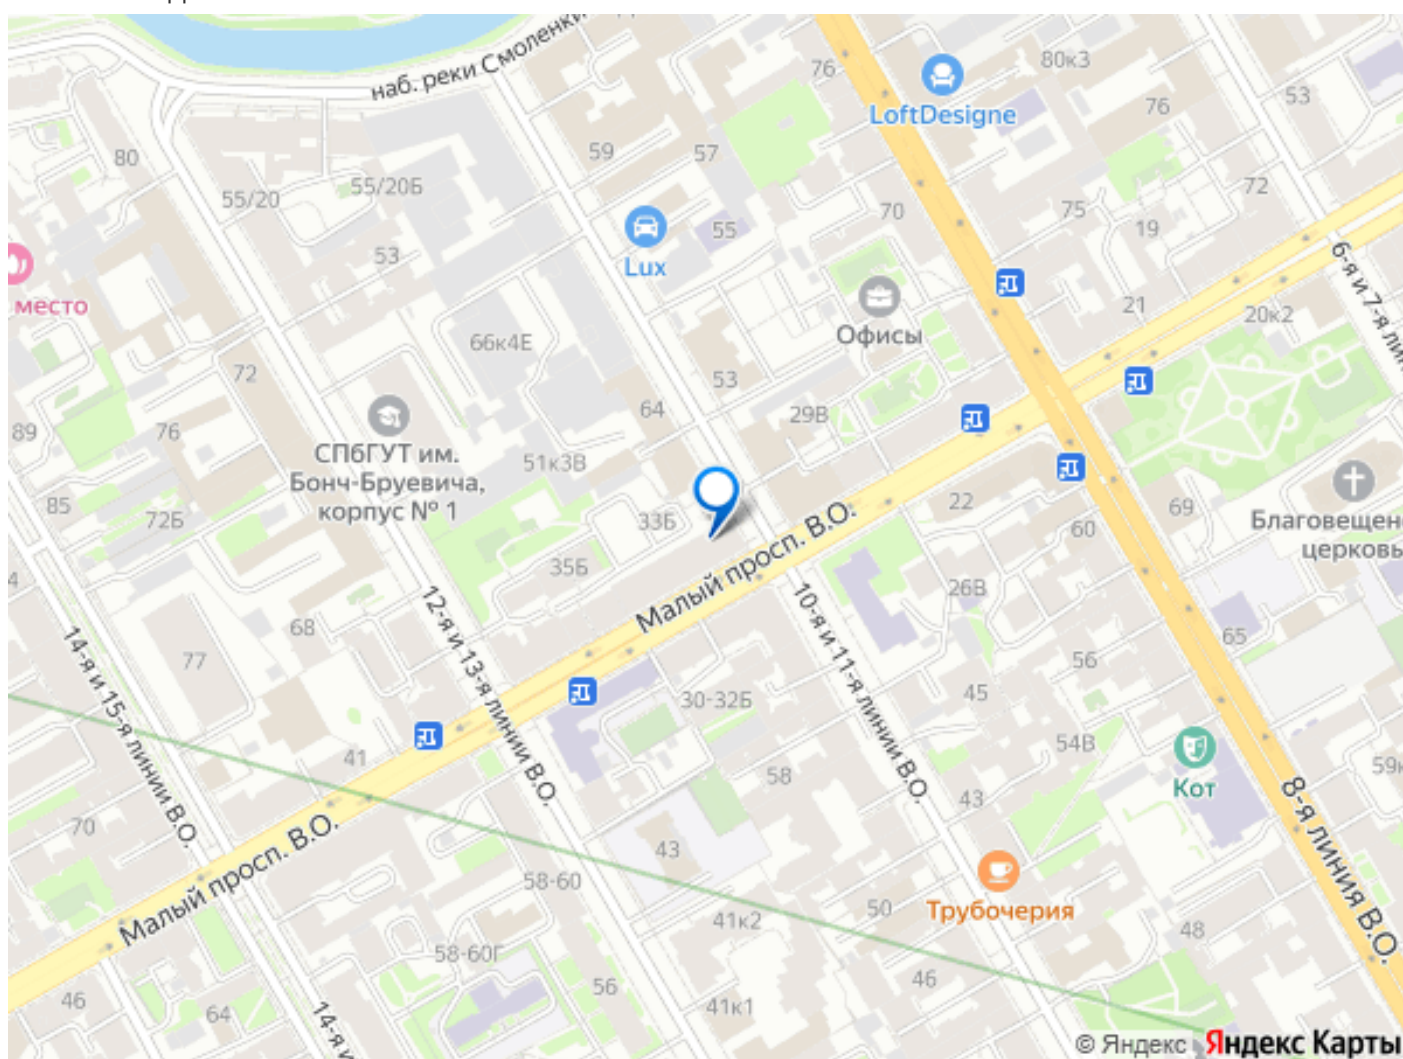 наб. реки Смоленки
76
LoftDesigne
80к3
76
53
80
59
57
55/20
55/20Б
72
70
75
19
55
53
Lux
место
Офисы
21
20к2
6-я и 7-я лин
66к4Е
72
53
64
29В
89
76
СПбГУТ им.
Бонч-Бруевича,
корпус № 1
51к3В
85
72Б
33Б
22
69
60
Благовещен
церковь
35Б
Малый просп. В.О.
26В
10-я и 11-я линии В.О.
12-я и 13-я линии В.О.
14-я и 15-я линии В.О.
68
77
65
56
45
30-32Б
54В
41
58
Кот
59к
8-я линия В.О.
43
70
Малый просп. В.О.
43
58-60
Трубочерия
50
41к2
48
58-60Г
46
56
46
64
41к1
14-я и
© Яндекс Яндекс Карты